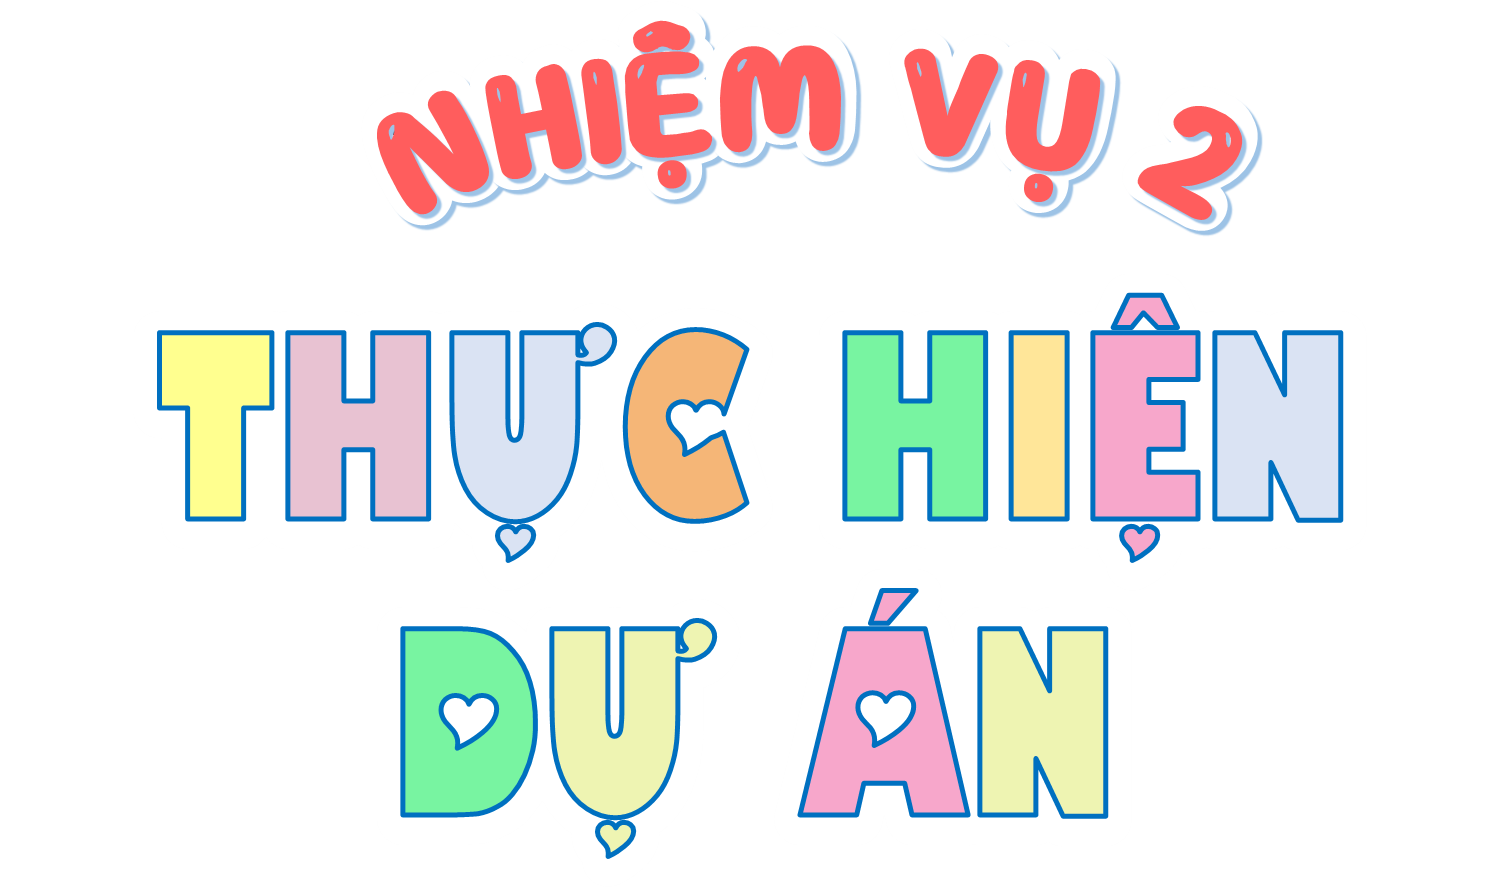 NHIỆM VỤ 2
THỰC HIỆN
DỰ ÁN